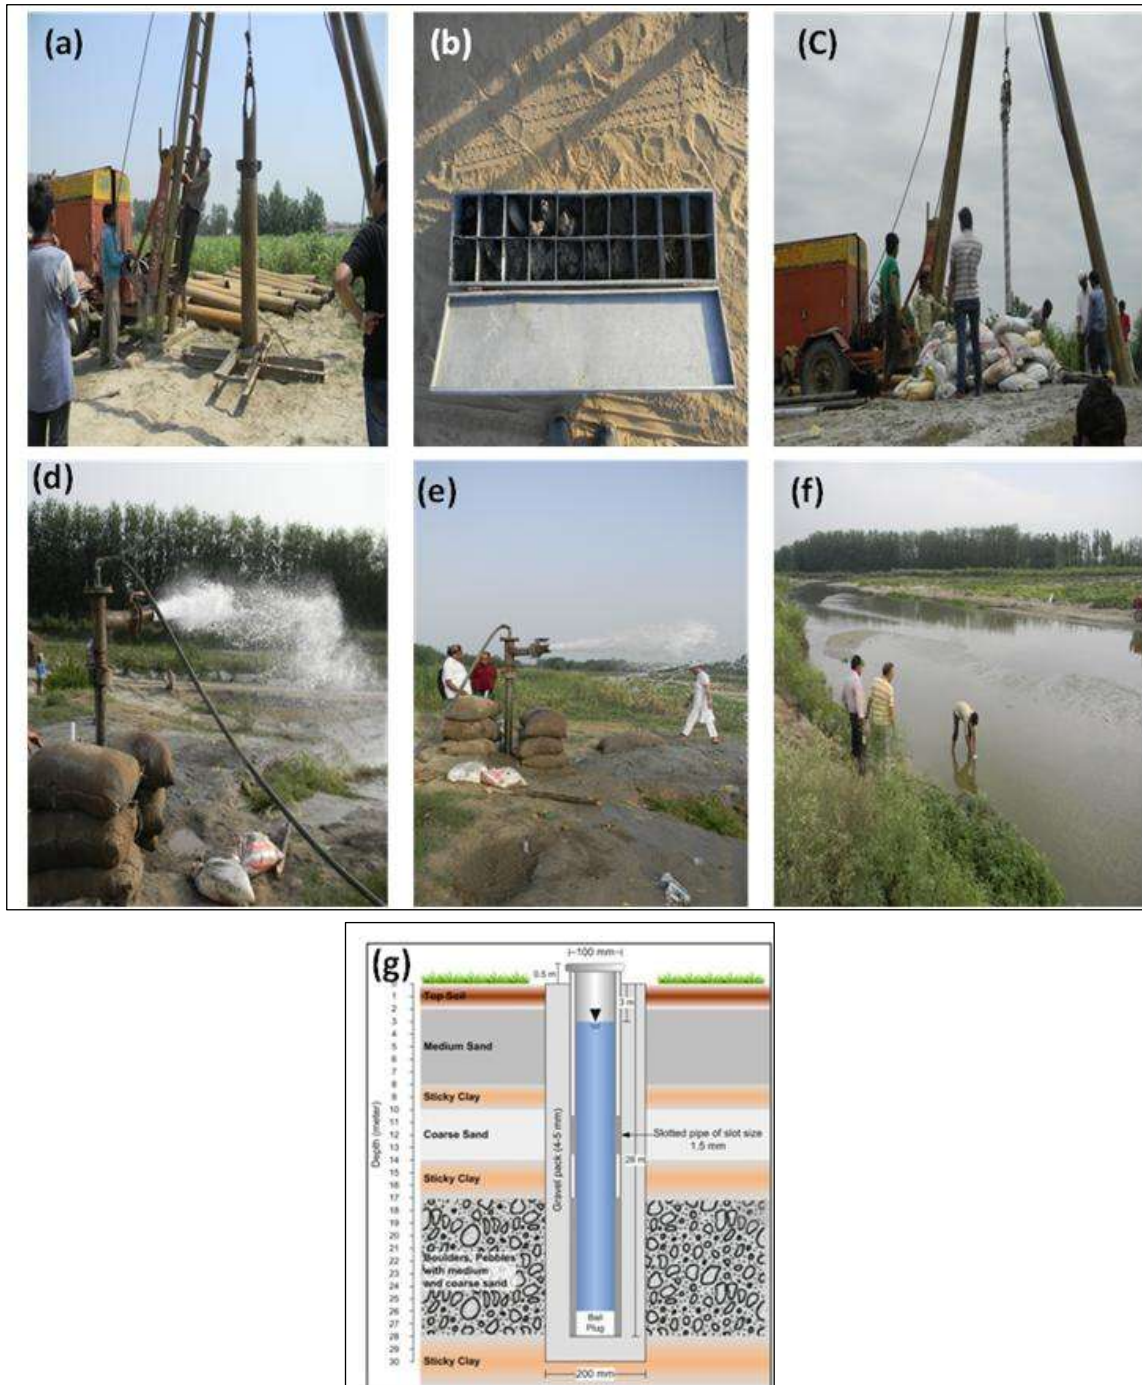 (a)
(b)
(C)
(d)
(e)
(f)
(g)
100 mm
0.5 m
Top Soil
3 m
Medium Sand
Sticky Clay
Coarse Sand
Slotted pipe of slot size
1.5 mm
28 m
Gravel pack (4-5 mm)
Depth (meter)
Sticky Clay
Boulders, Pebbles
with medium
and coarse sand
Bail
Plug
Sticky Clay
200 mm
1
2
3
4
5
6
7
8
9
10
11
12
13
14
15
16
17
18
19
20
21
22
23
24
25
26
27
28
29
30